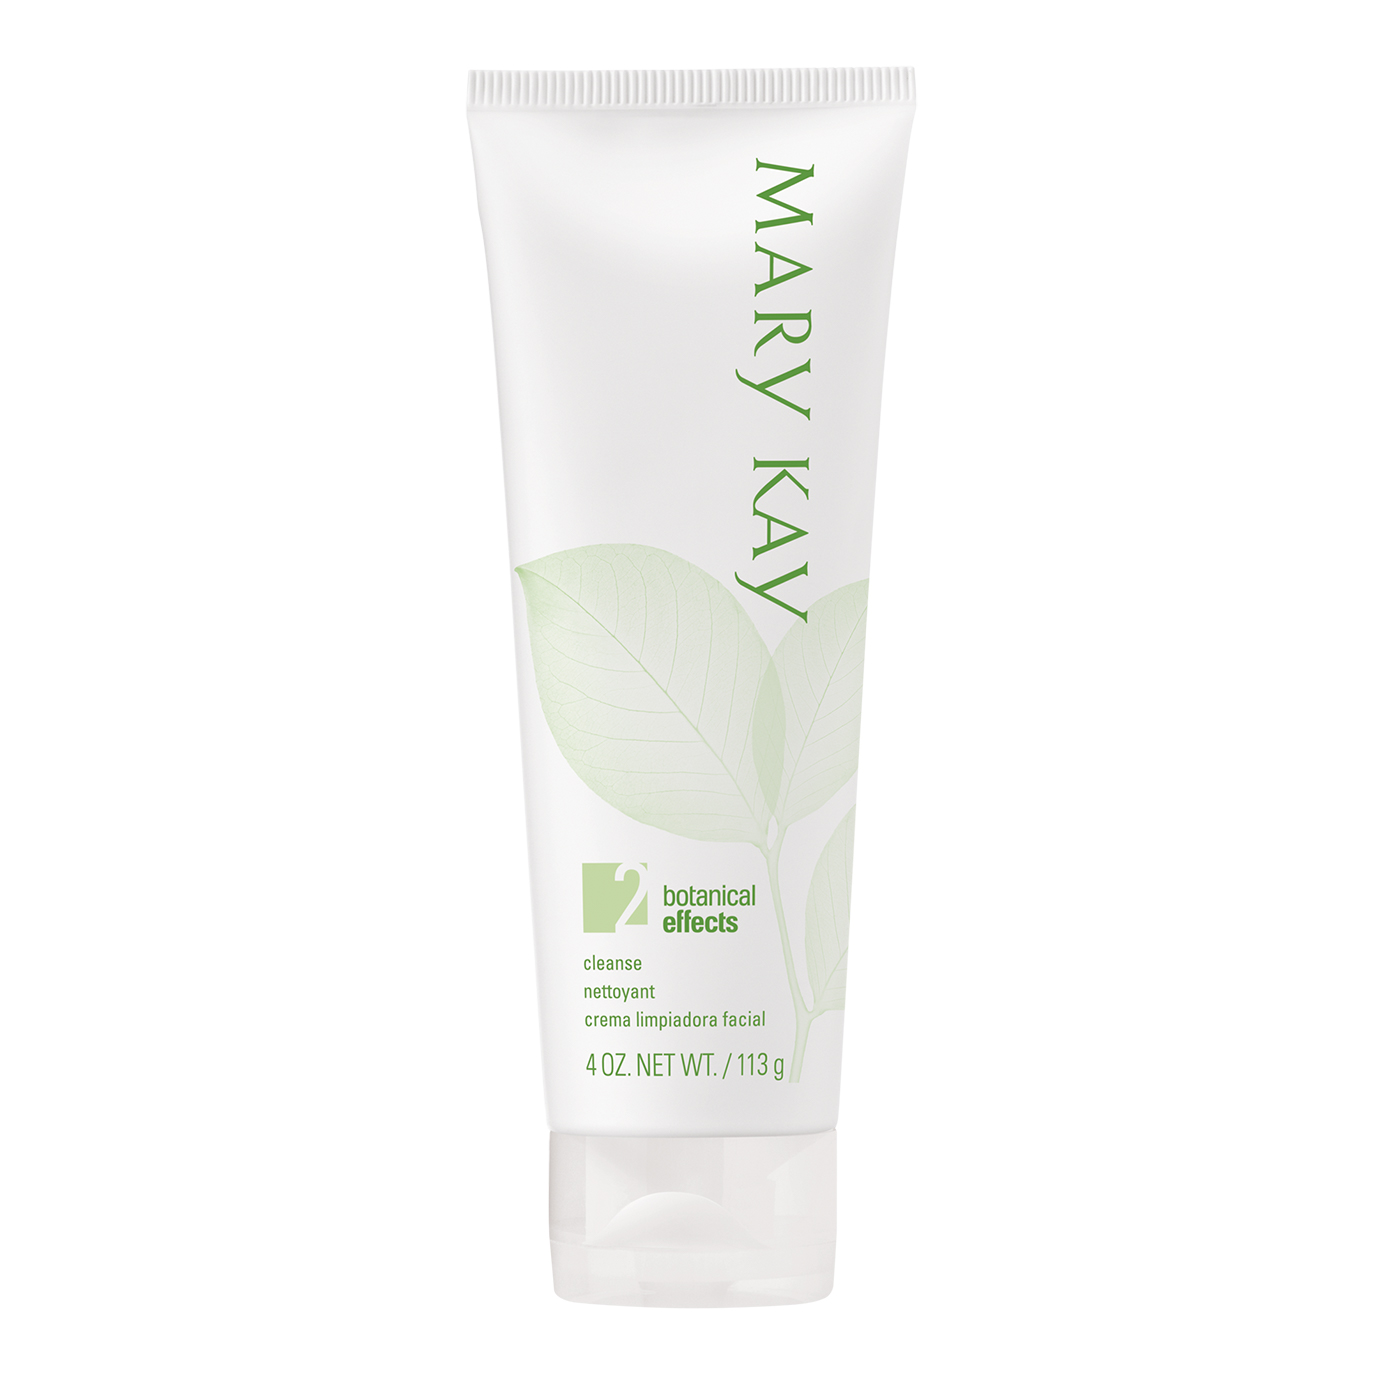 MARY KAY
2
botanical
effects
cleanse
nettoyant
crema limpiadora facial
4 OZ. NET WT. / 113 g